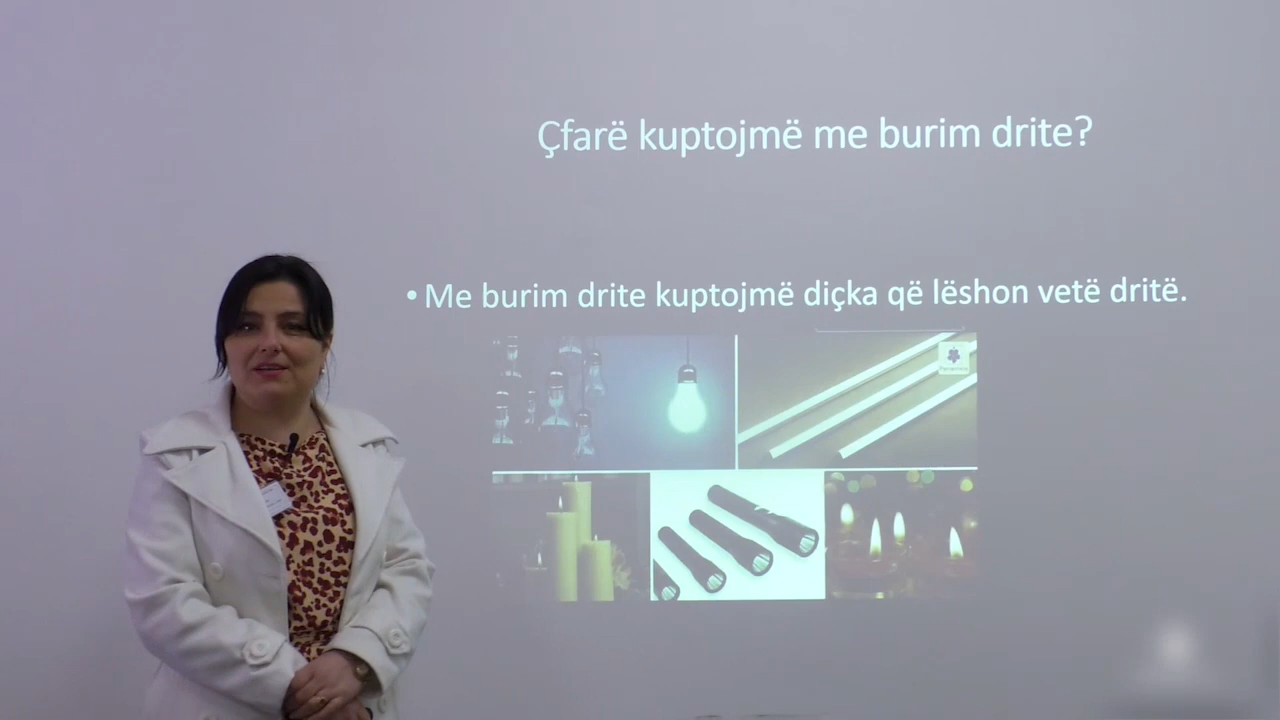 Çfarë kuptojmë me burim drite?
• Me burim drite kuptojmë diçka që lëshon vetë dritë.